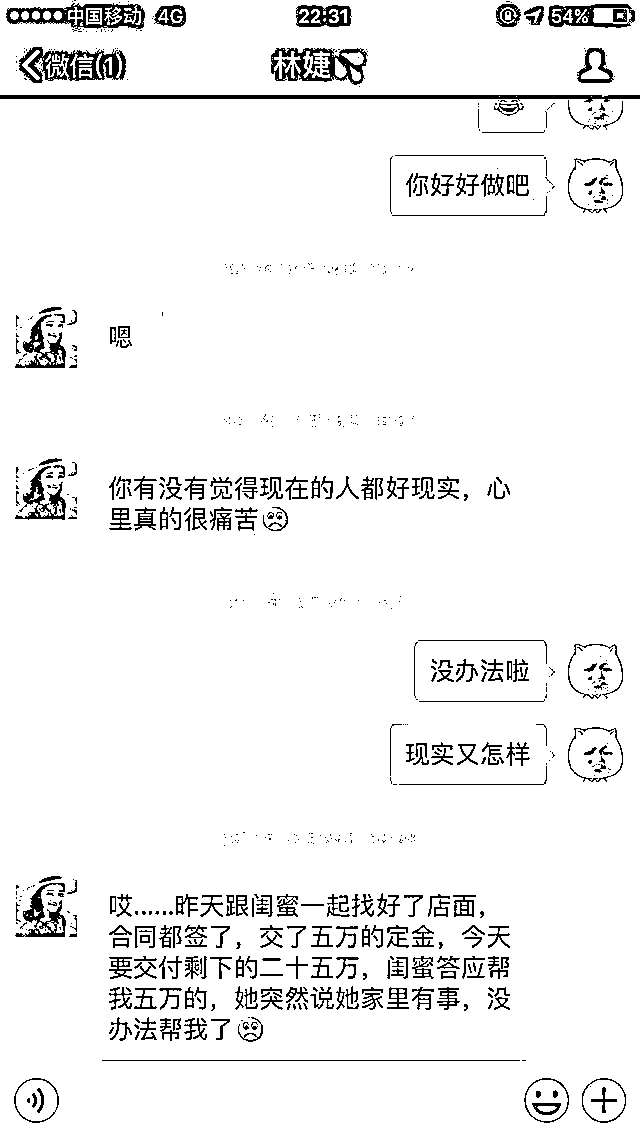 中国移动 4G 22:31 54%
微信(1) 林婕
你好好做吧
嗯
你有没有觉得现在的人都好现实，心
里真的很痛苦
没办法啦
现实又怎样
哎......昨天跟闺蜜一起找好了店面，
合同都签了，交了五万的定金，今天
要交付剩下的二十五万，闺蜜答应帮
我五万的，她突然说她家里有事，没
办法帮我了